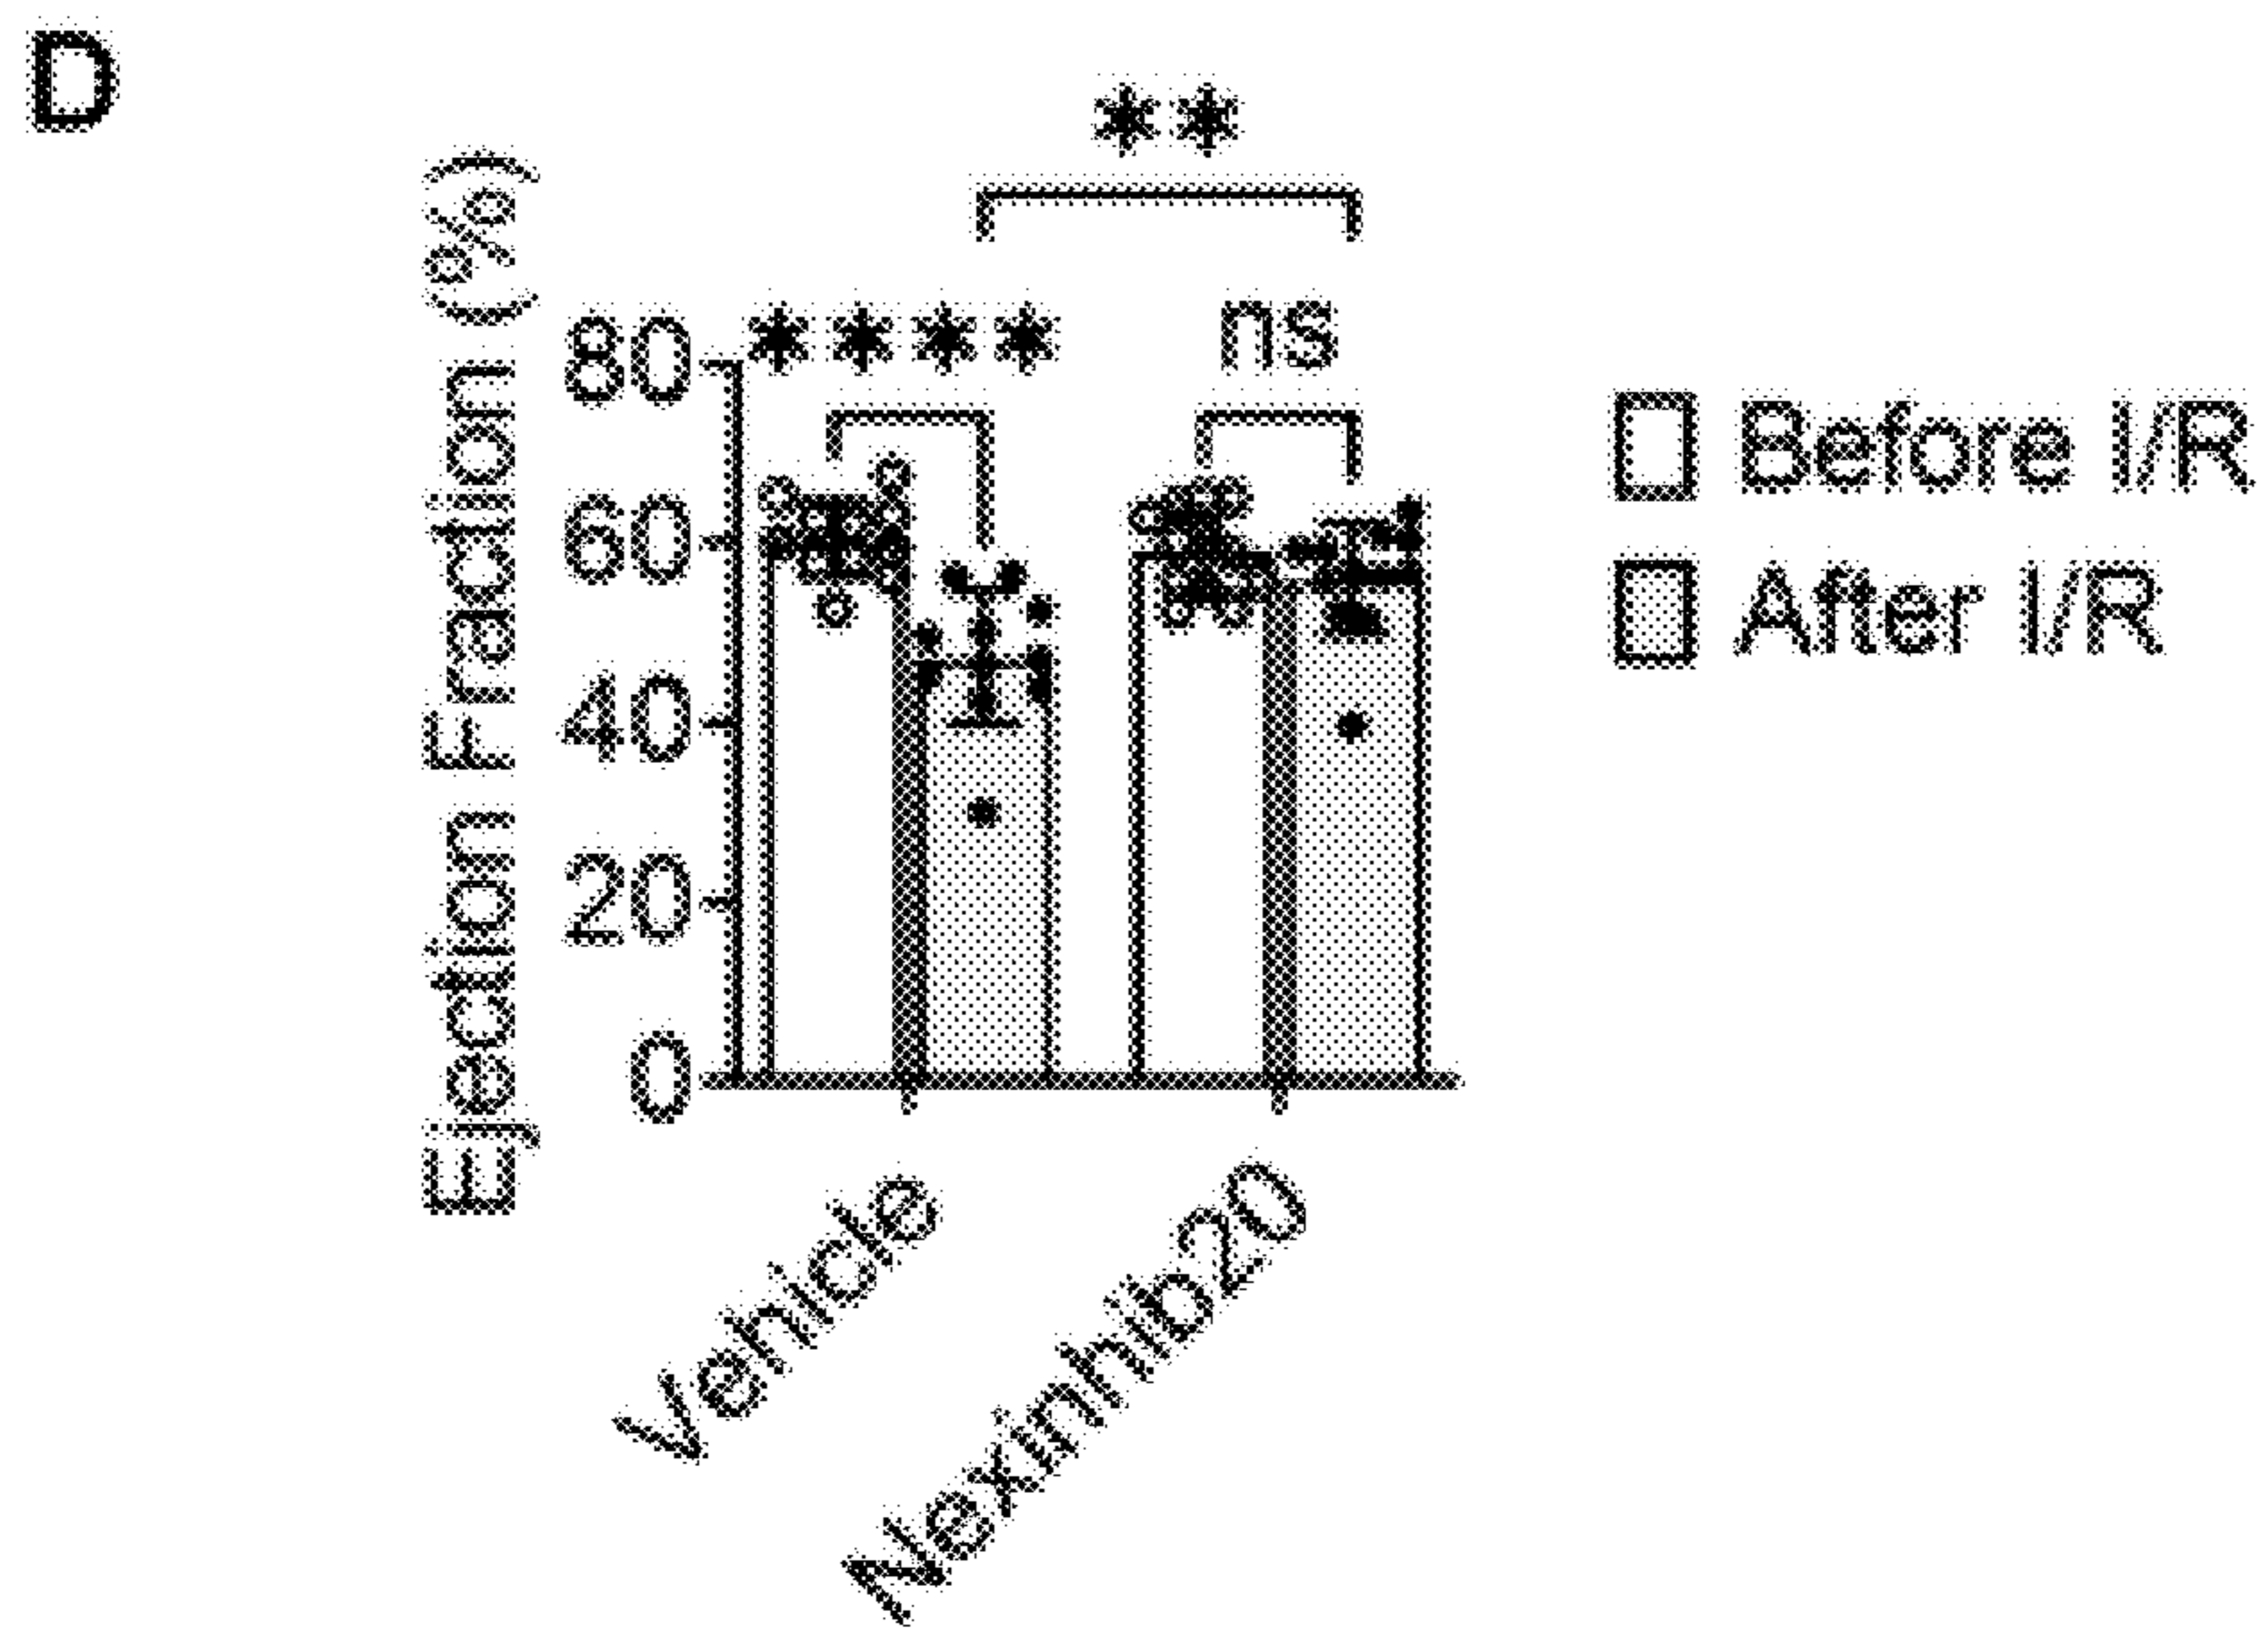 D
Ejection Fraction (%)
**
****
ns
80
60
40
20
0
Before I/R
After I/R
Vehicle
Nexinhib20